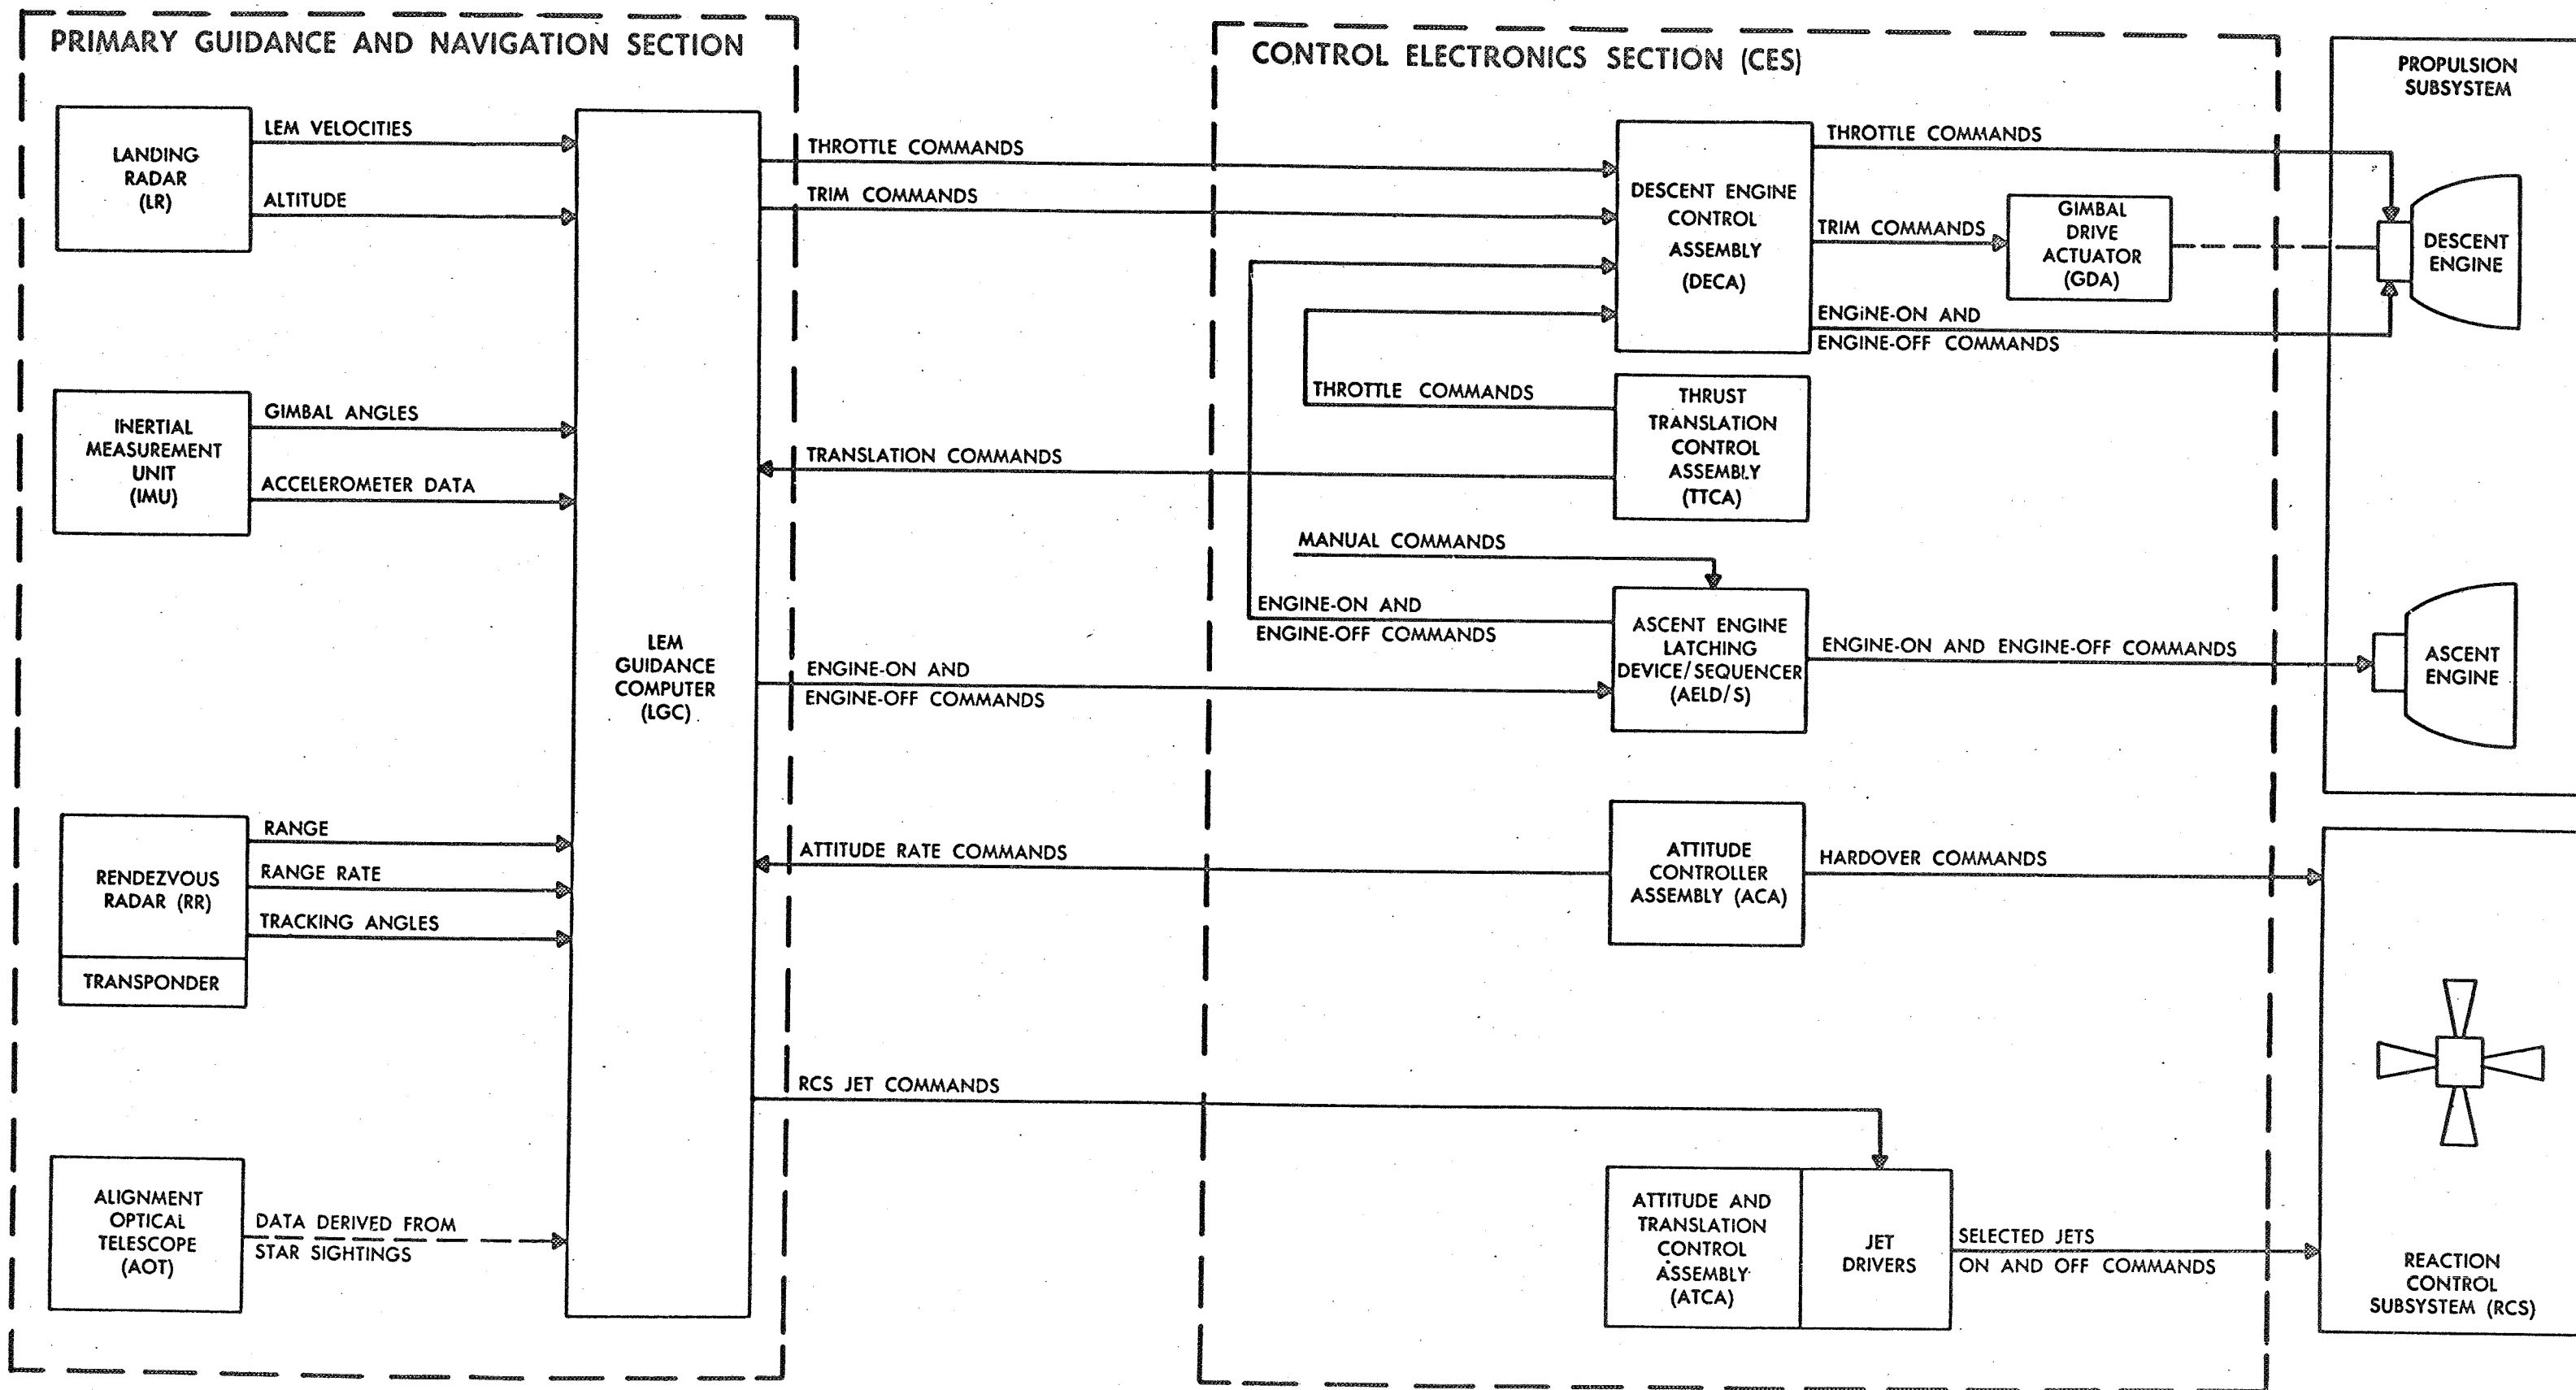 PRIMARY GUIDANCE AND NAVIGATION SECTION
LANDING
RADAR
(LR)
LEM VELOCITIES
ALTITUDE
INERTIAL
MEASUREMENT
UNIT
(IMU)
GIMBAL ANGLES
ACCELEROMETER DATA
RENDEZVOUS
RADAR (RR)
TRANSPONDER
RANGE
RANGE RATE
TRACKING ANGLES
ALIGNMENT
OPTICAL
TELESCOPE
(AOT)
DATA DERIVED FROM
STAR SIGHTINGS
LEM
GUIDANCE
COMPUTER
(LGC)
THROTTLE COMMANDS
TRIM COMMANDS
TRANSLATION COMMANDS
ENGINE-ON AND
ENGINE-OFF COMMANDS
ATTITUDE RATE COMMANDS
RCS JET COMMANDS
CONTROL ELECTRONICS SECTION (CES)
DESCENT ENGINE
CONTROL
ASSEMBLY
(DECA)
THROTTLE COMMANDS
TRIM COMMANDS
GIMBAL
DRIVE
ACTUATOR
(GDA)
ENGINE-ON AND
ENGINE-OFF COMMANDS
THROTTLE COMMANDS
THRUST
TRANSLATION
CONTROL
ASSEMBLY
(TTCA)
MANUAL COMMANDS
ENGINE-ON AND
ENGINE-OFF COMMANDS
ASCENT ENGINE
LATCHING
DEVICE/SEQUENCER
(AELD/S)
ENGINE-ON AND ENGINE-OFF COMMANDS
ATTITUDE
CONTROLLER
ASSEMBLY (ACA)
HARDOVER COMMANDS
ATTITUDE AND
TRANSLATION
CONTROL
ASSEMBLY
(ATCA)
JET
DRIVERS
SELECTED JETS
ON AND OFF COMMANDS
PROPULSION
SUBSYSTEM
DESCENT
ENGINE
ASCENT
ENGINE
REACTION
CONTROL
SUBSYSTEM (RCS)